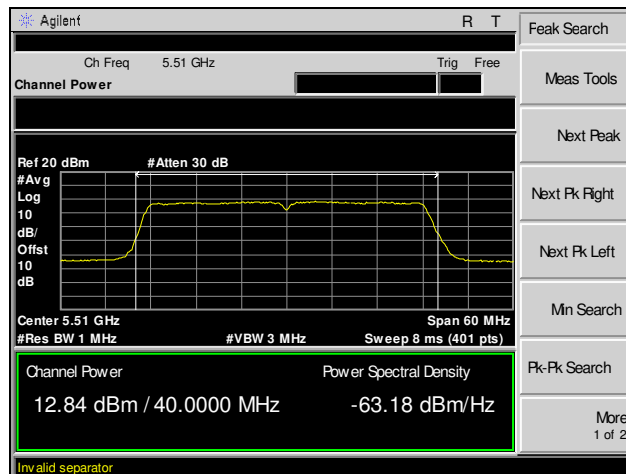 Agilent R T
Ch Freq 5.51 GHz Trig Free
Channel Power
Ref 20 dBm #Atten 30 dB
#Avg
Log
10
dB/
Offst
10
dB
Center 5.51 GHz Span 60 MHz
#Res BW 1 MHz #VBW 3 MHz Sweep 8 ms (401 pts)
Channel Power Power Spectral Density
12.84 dBm / 40.0000 MHz -63.18 dBm/Hz
Invalid separator
Feak Search
Meas Tools
Next Peak
Next Pk Right
Next Pk Left
Min Search
Pk-Pk Search
More
1 of 2